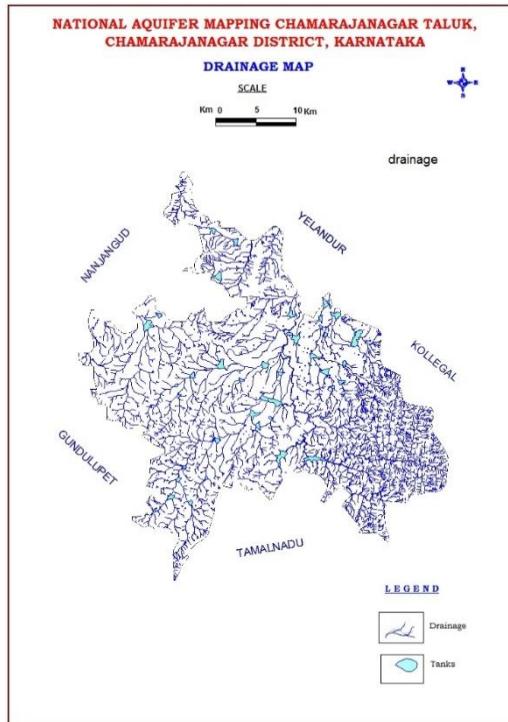 NATIONAL AQUIFER MAPPING CHAMARAJANAGAR TALUK,
CHAMARAJANAGAR DISTRICT, KARNATAKA
DRAINAGE MAP
SCALE
Km 0 5 10 Km
N
W E
S
drainage
NANJANGUD
YELANDUR
KOLLEGAL
GUNDULUPET
TAMALNADU
LEGEND
Drainage
Tanks